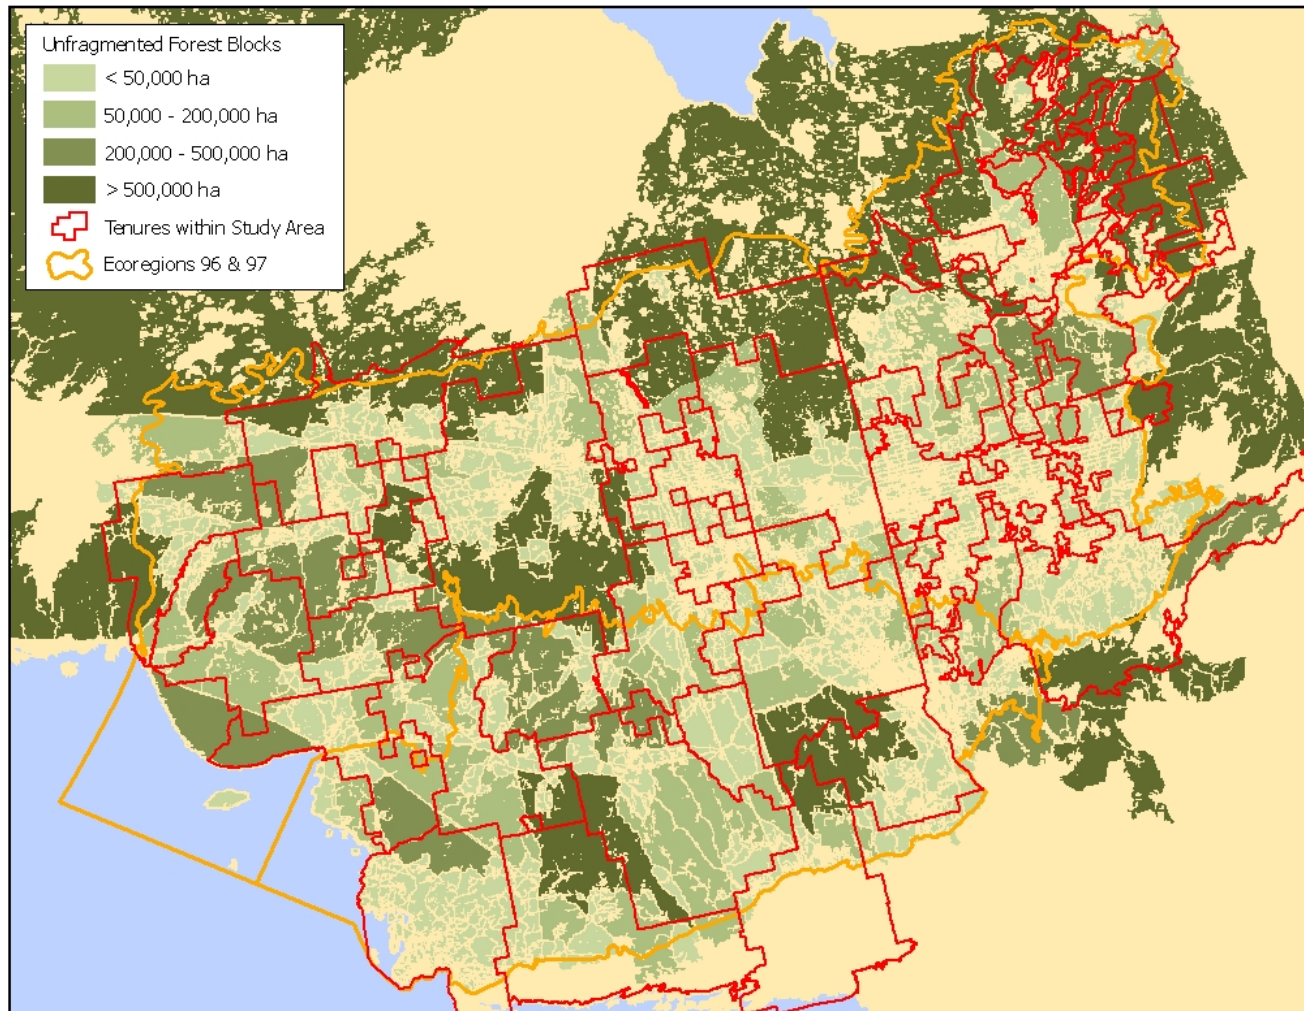 Unfragmented Forest Blocks
< 50,000 ha
50,000 - 200,000 ha
200,000 - 500,000 ha
> 500,000 ha
Tenures within Study Area
Ecoregions 96 & 97